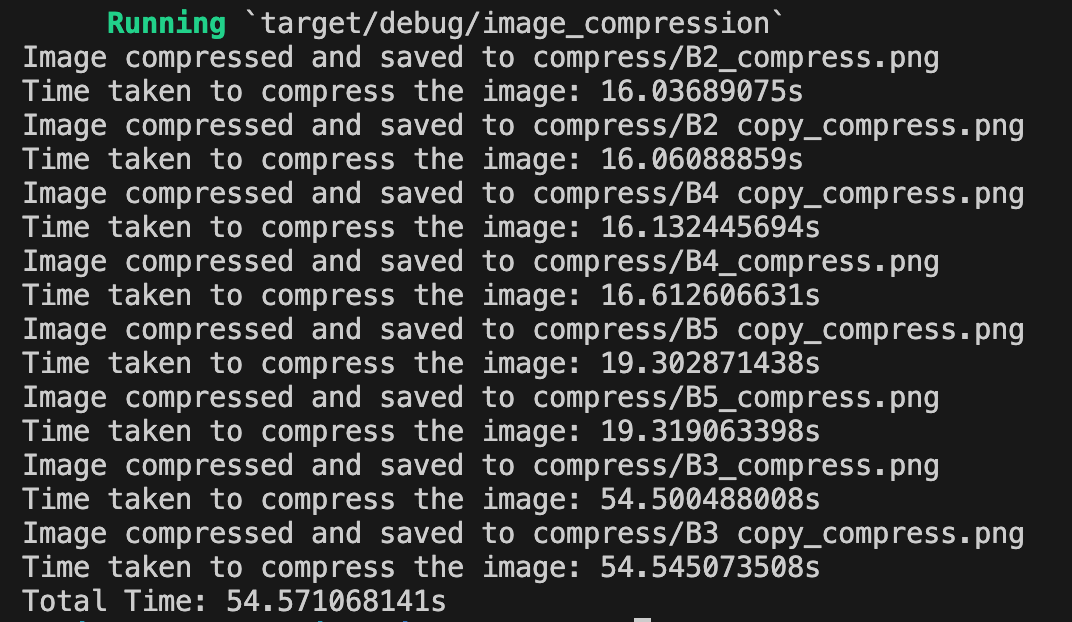 Running `target/debug/image_compression`
Image compressed and saved to compress/B2_compress.png
Time taken to compress the image: 16.03689075s
Image compressed and saved to compress/B2 copy_compress.png
Time taken to compress the image: 16.06088859s
Image compressed and saved to compress/B4 copy_compress.png
Time taken to compress the image: 16.132445694s
Image compressed and saved to compress/B4_compress.png
Time taken to compress the image: 16.612606631s
Image compressed and saved to compress/B5 copy_compress.png
Time taken to compress the image: 19.302871438s
Image compressed and saved to compress/B5_compress.png
Time taken to compress the image: 19.319063398s
Image compressed and saved to compress/B3_compress.png
Time taken to compress the image: 54.500488008s
Image compressed and saved to compress/B3 copy_compress.png
Time taken to compress the image: 54.545073508s
Total Time: 54.571068141s